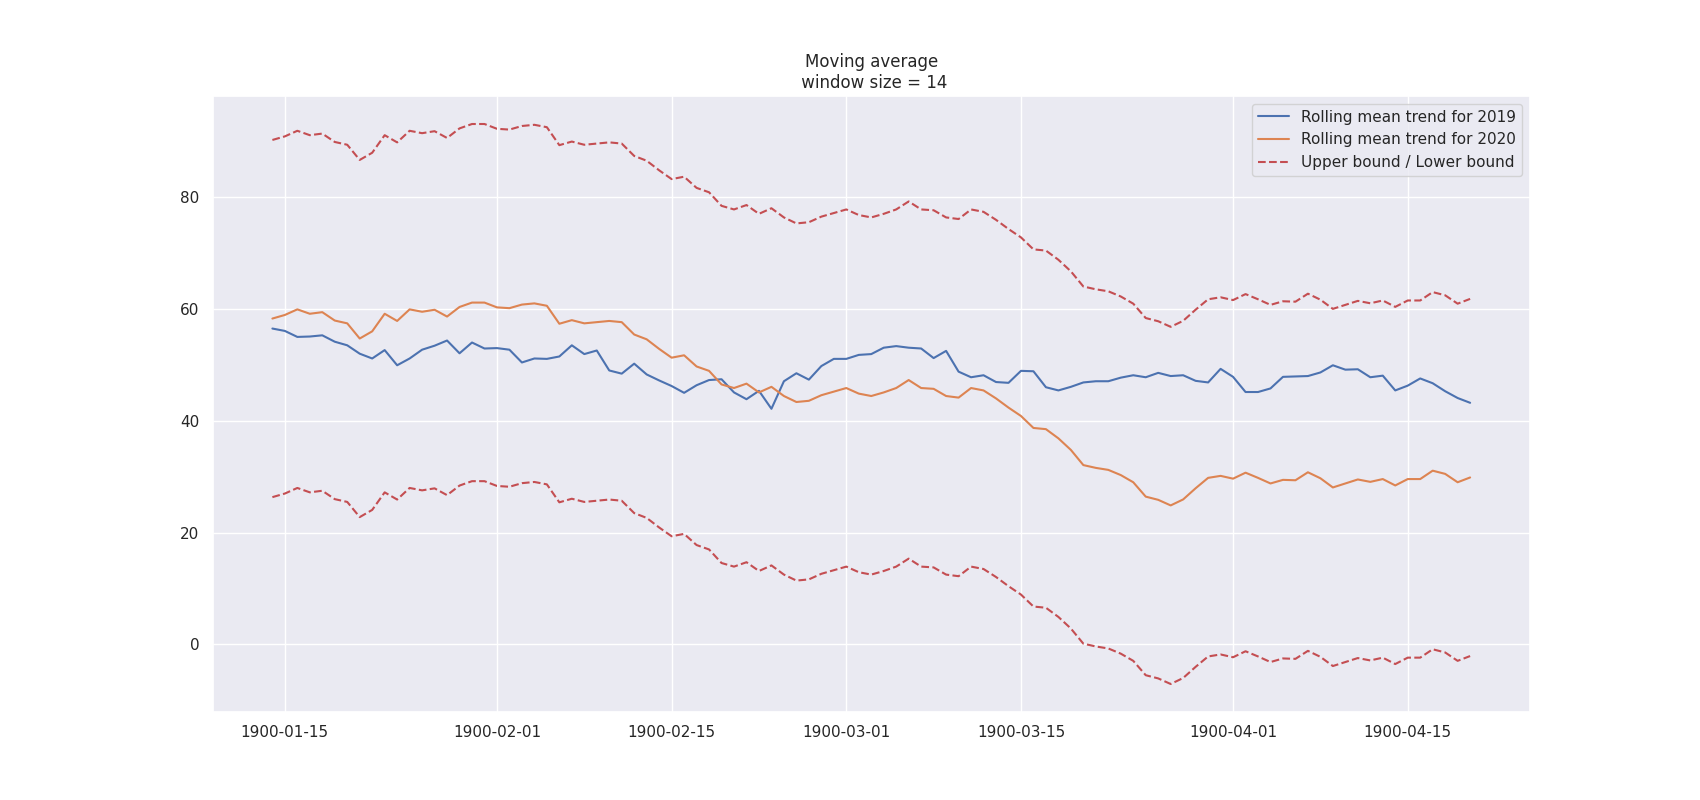 Moving average
window size = 14
Rolling mean trend for 2019
Rolling mean trend for 2020
Upper bound / Lower bound
80
60
40
20
0
1900-01-15
1900-02-01
1900-02-15
1900-03-01
1900-03-15
1900-04-01
1900-04-15